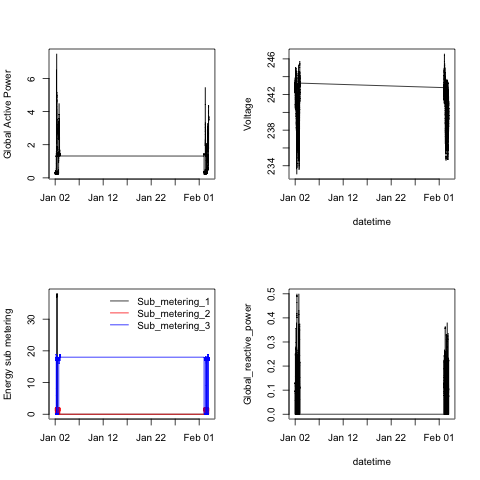 Global Active Power
6
4
2
0
Jan 02 Jan 12 Jan 22 Feb 01
Voltage
246
242
238
234
Jan 02 Jan 12 Jan 22 Feb 01
datetime
Energy sub metering
30
20
10
0
Sub_metering_1
Sub_metering_2
Sub_metering_3
Jan 02 Jan 12 Jan 22 Feb 01
Global_reactive_power
0.5
0.4
0.3
0.2
0.1
0.0
Jan 02 Jan 12 Jan 22 Feb 01
datetime